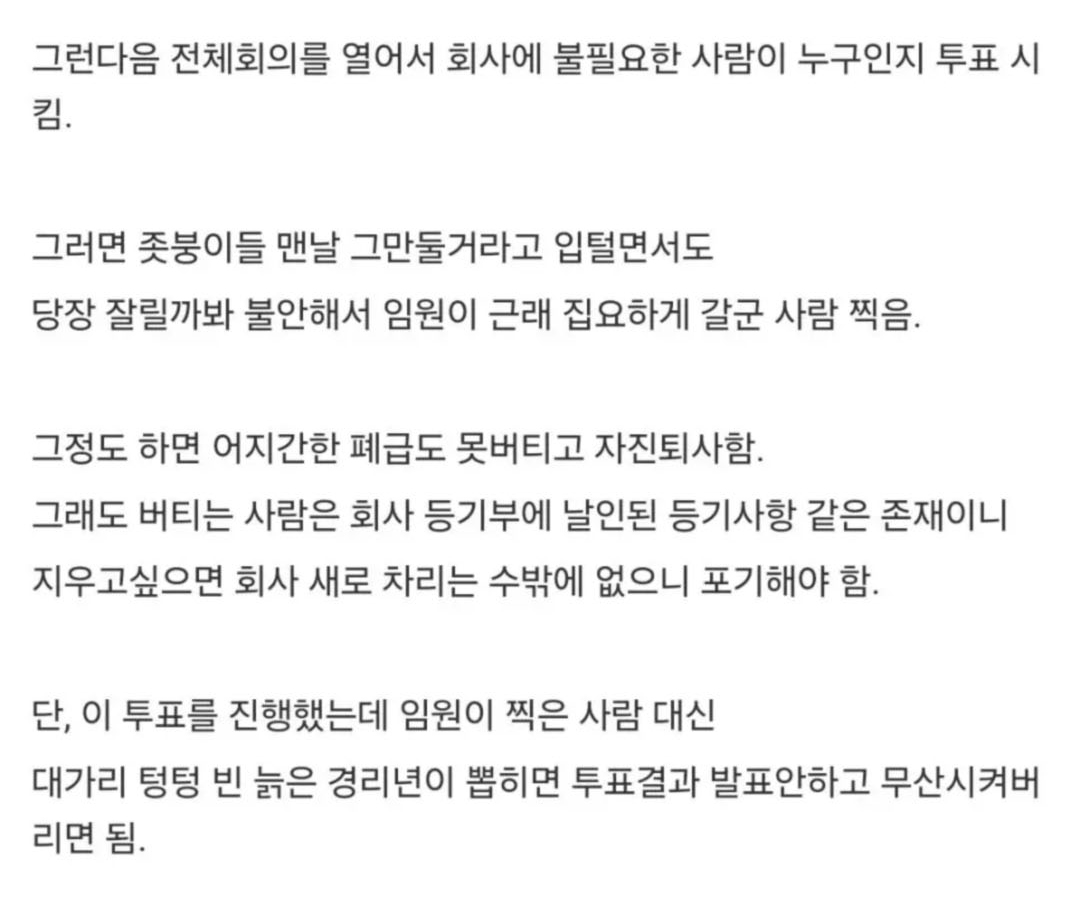 그런다음 전체회의를 열어서 회사에 불필요한 사람이 누구인지 투표 시
킴.
그러면 좃붕이들 맨날 그만둘거라고 입털면서도
당장 잘릴까봐 불안해서 임원이 근래 집요하게 갈군 사람 찍음.
그정도 하면 어지간한 폐급도 못버티고 자진퇴사함.
그래도 버티는 사람은 회사 등기부에 날인된 등기사항 같은 존재이니
지우고싶으면 회사 새로 차리는 수밖에 없으니 포기해야 함.
단, 이 투표를 진행했는데 임원이 찍은 사람 대신
대가리 텅텅 빈 늙은 경리년이 뽑히면 투표결과 발표안하고 무산시켜버
리면 됨.